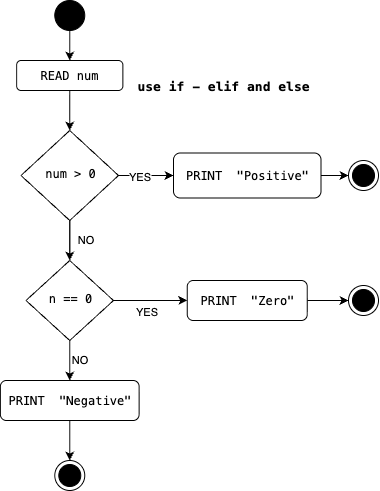 READ num
use if - elif and else
num > 0
YES
PRINT  "Positive"
NO
n == 0
YES
PRINT  "Zero"
NO
PRINT  "Negative"